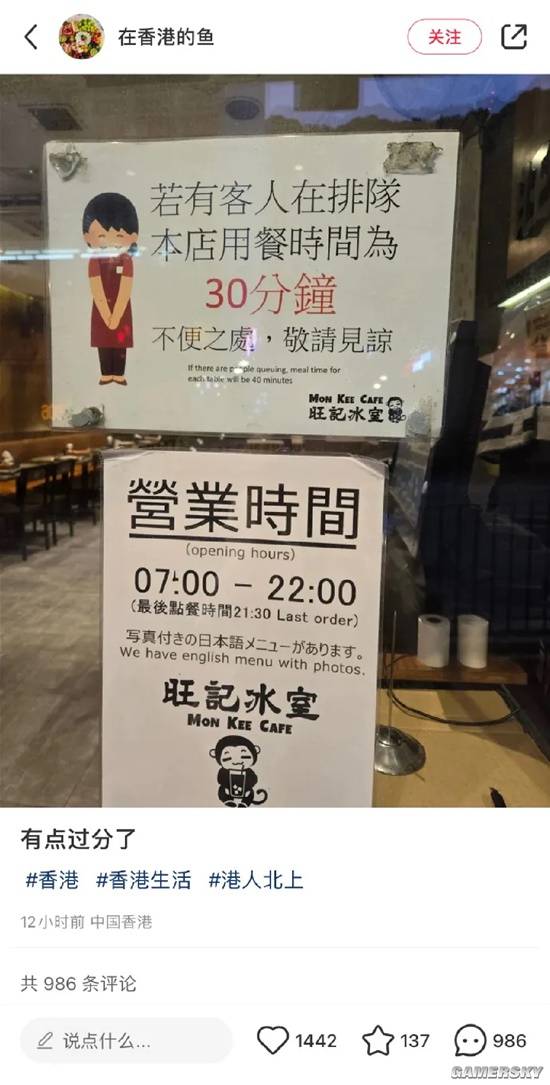 在香港的鱼
关注
若有客人在排隊
本店用餐時間為
30分鐘
不便之處，敬請見諒
If there are people queuing, meal time for
each table will be 40 minutes
MON KEE CAFE
旺記冰室
營業時間
(opening hours)
07:00 – 22:00
(最後點餐時間21:30 Last order)
写真付きの日本語メニューがあります。
We have english menu with photos.
旺記冰室
MON KEE CAFE
有点过分了
#香港 #香港生活 #港人北上
12小时前 中国香港
共 986 条评论
说点什么...
1442
137
986
GAMERSKY